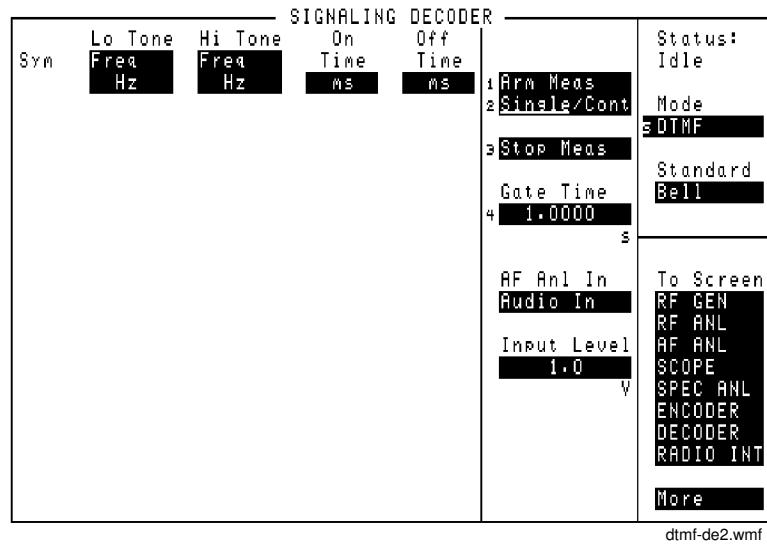 SIGNALING DECODER
Sym
Lo Tone
Freq
Hz
Hi Tone
Freq
Hz
On
Time
ms
Off
Time
ms
1 Arm Meas
2 Single/Cont
3 Stop Meas
Gate Time
4 1.0000
s
AF Anl In
Audio In
Input Level
1.0
V
Status:
Idle
Mode
5 DTMF
Standard
Bell
To Screen
RF GEN
RF ANL
AF ANL
SCOPE
SPEC ANL
ENCODER
DECODER
RADIO INT
More
dtmf-de2.wmf